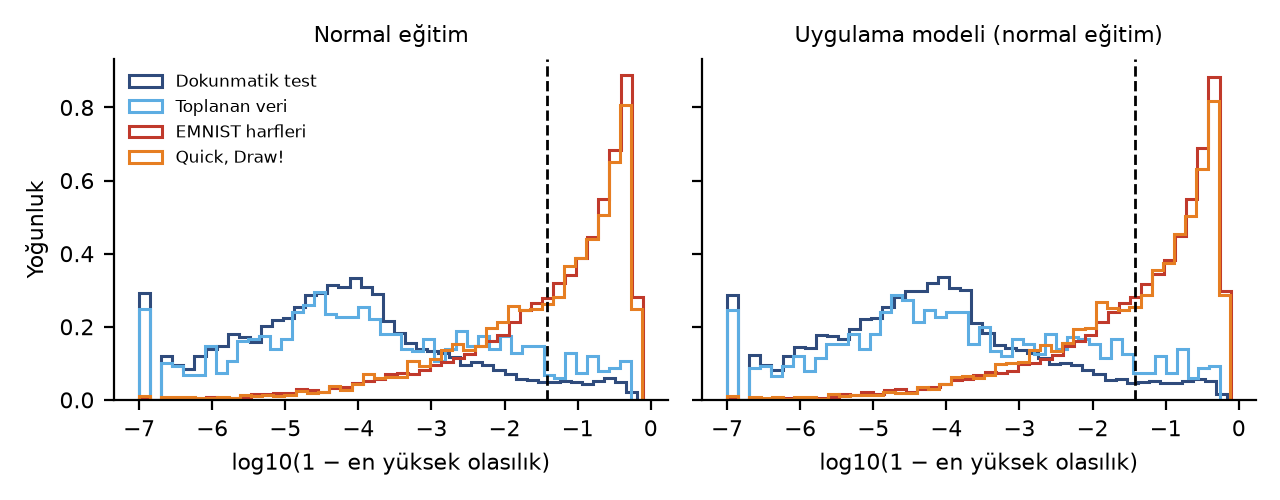 Normal eğitim
Uygulama modeli (normal eğitim)
Dokunmatik test
Toplanan veri
EMNIST harfleri
Quick, Draw!
Yoğunluk
0.8
0.6
0.4
0.2
0.0
−7 −6 −5 −4 −3 −2 −1 0
−7 −6 −5 −4 −3 −2 −1 0
log10(1 − en yüksek olasılık)
log10(1 − en yüksek olasılık)